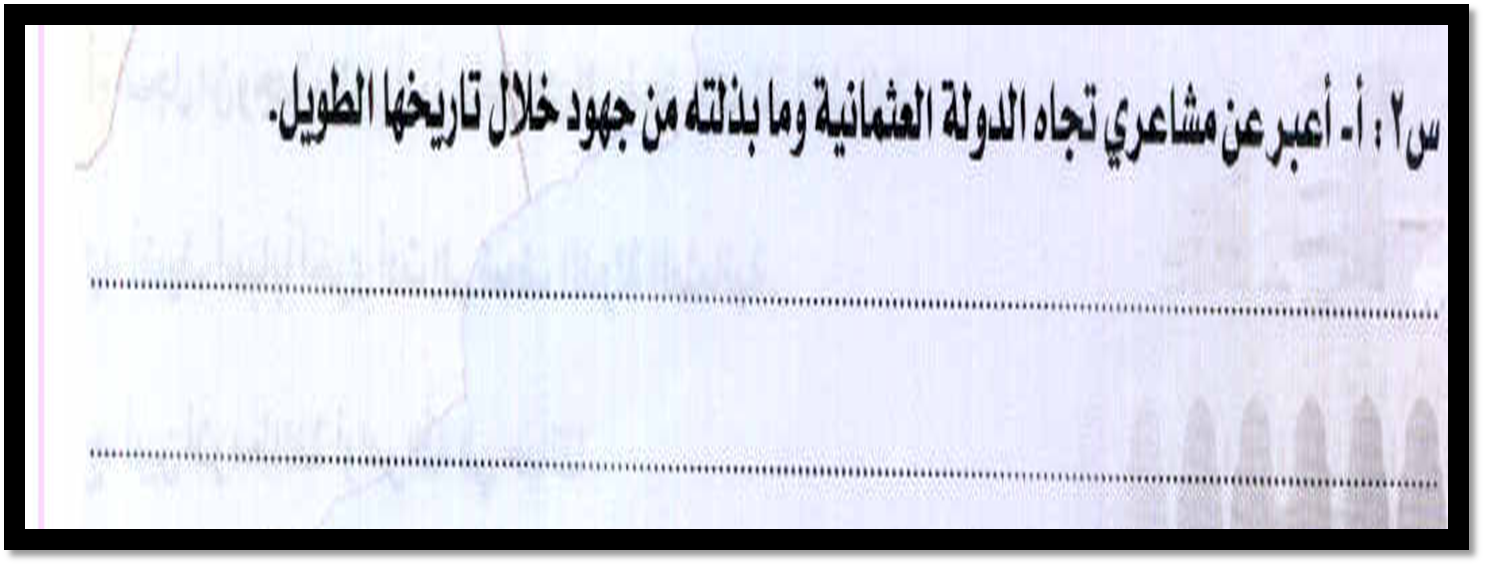 س٢ : أ- أعبر عن مشاعري تجاه الدولة العثمانية وما بذلته من جهود خلال تاريخها الطويل.